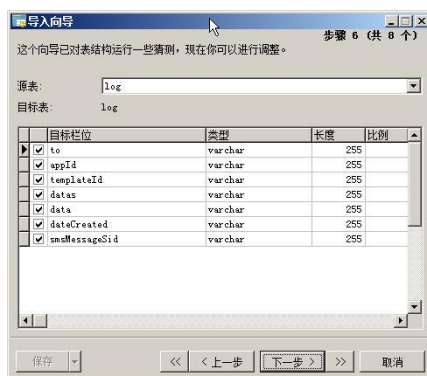 导入向导
步骤 6 (共 8 个)
这个向导已对表结构运行一些猜测，现在你可以进行调整。
源表: log
目标表: log
目标栏位 类型 长度 比例
to varchar 255
appId varchar 255
templateId varchar 255
datas varchar 255
data varchar 255
dateCreated varchar 255
smsMessageSid varchar 255
保存 << <上一步 下一步> >> 取消